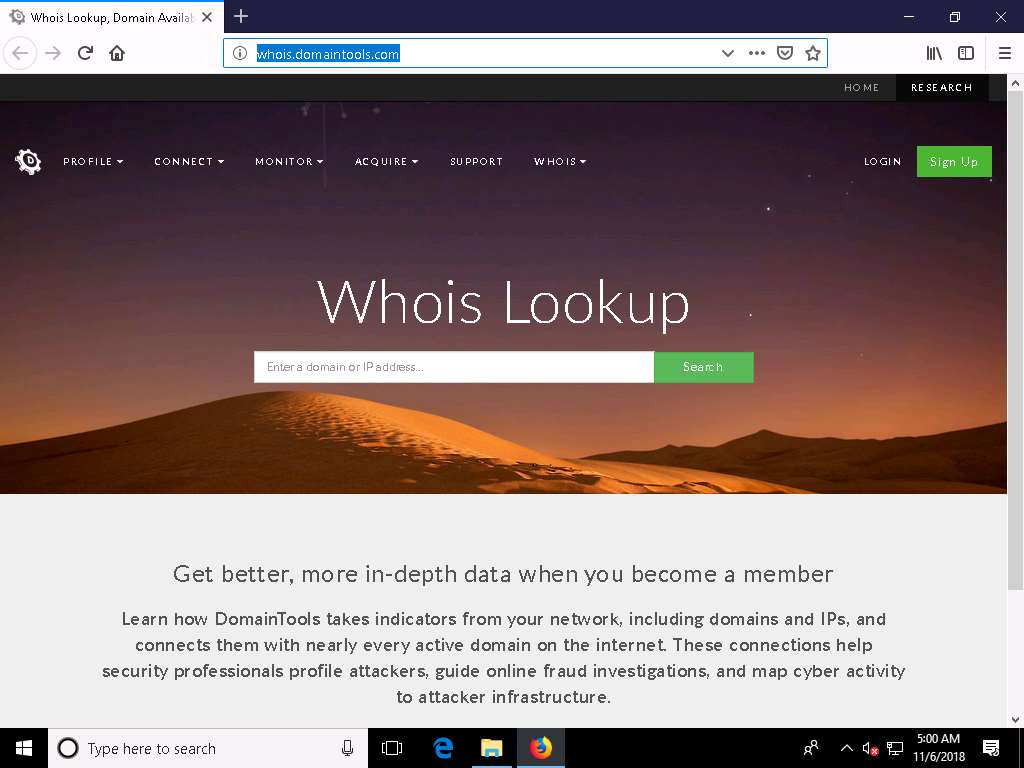 Whois Lookup, Domain Availab
whois.domaintools.com
HOME
RESEARCH
PROFILE
CONNECT
MONITOR
ACQUIRE
SUPPORT
WHOIS
LOGIN
Sign Up
Whois Lookup
Enter a domain or IP address...
Search
Get better, more in-depth data when you become a member
Learn how DomainTools takes indicators from your network, including domains and IPs, and
connects them with nearly every active domain on the internet. These connections help
security professionals profile attackers, guide online fraud investigations, and map cyber activity
to attacker infrastructure.
Type here to search
5:00 AM
11/6/2018